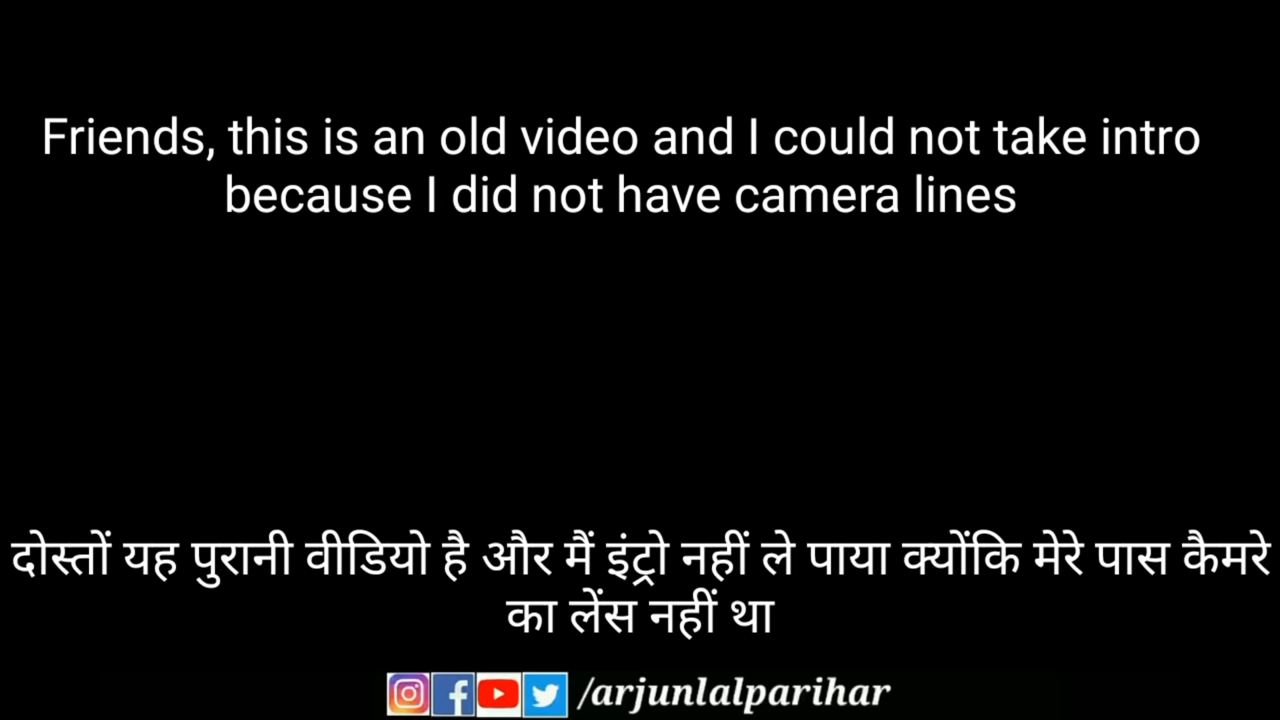 Friends, this is an old video and I could not take intro
because I did not have camera lines
दोस्तों यह पुरानी वीडियो है और मैं इंट्रो नहीं ले पाया क्योंकि मेरे पास कैमरे
का लेंस नहीं था
/arjunlalparihar